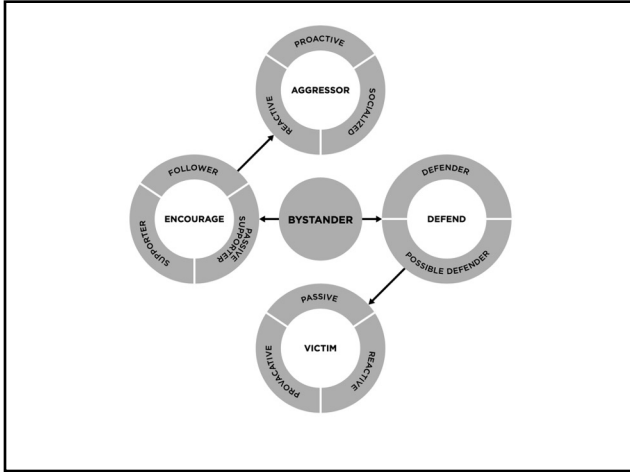 PROACTIVE
AGGRESSOR
REACTIVE
SOCIALIZED
FOLLOWER
ENCOURAGE
SUPPORTER
PASSIVE
SUPPORTER
BYSTANDER
DEFENDER
DEFEND
POSSIBLE DEFENDER
PASSIVE
VICTIM
PROVACATIVE
REACTIVE